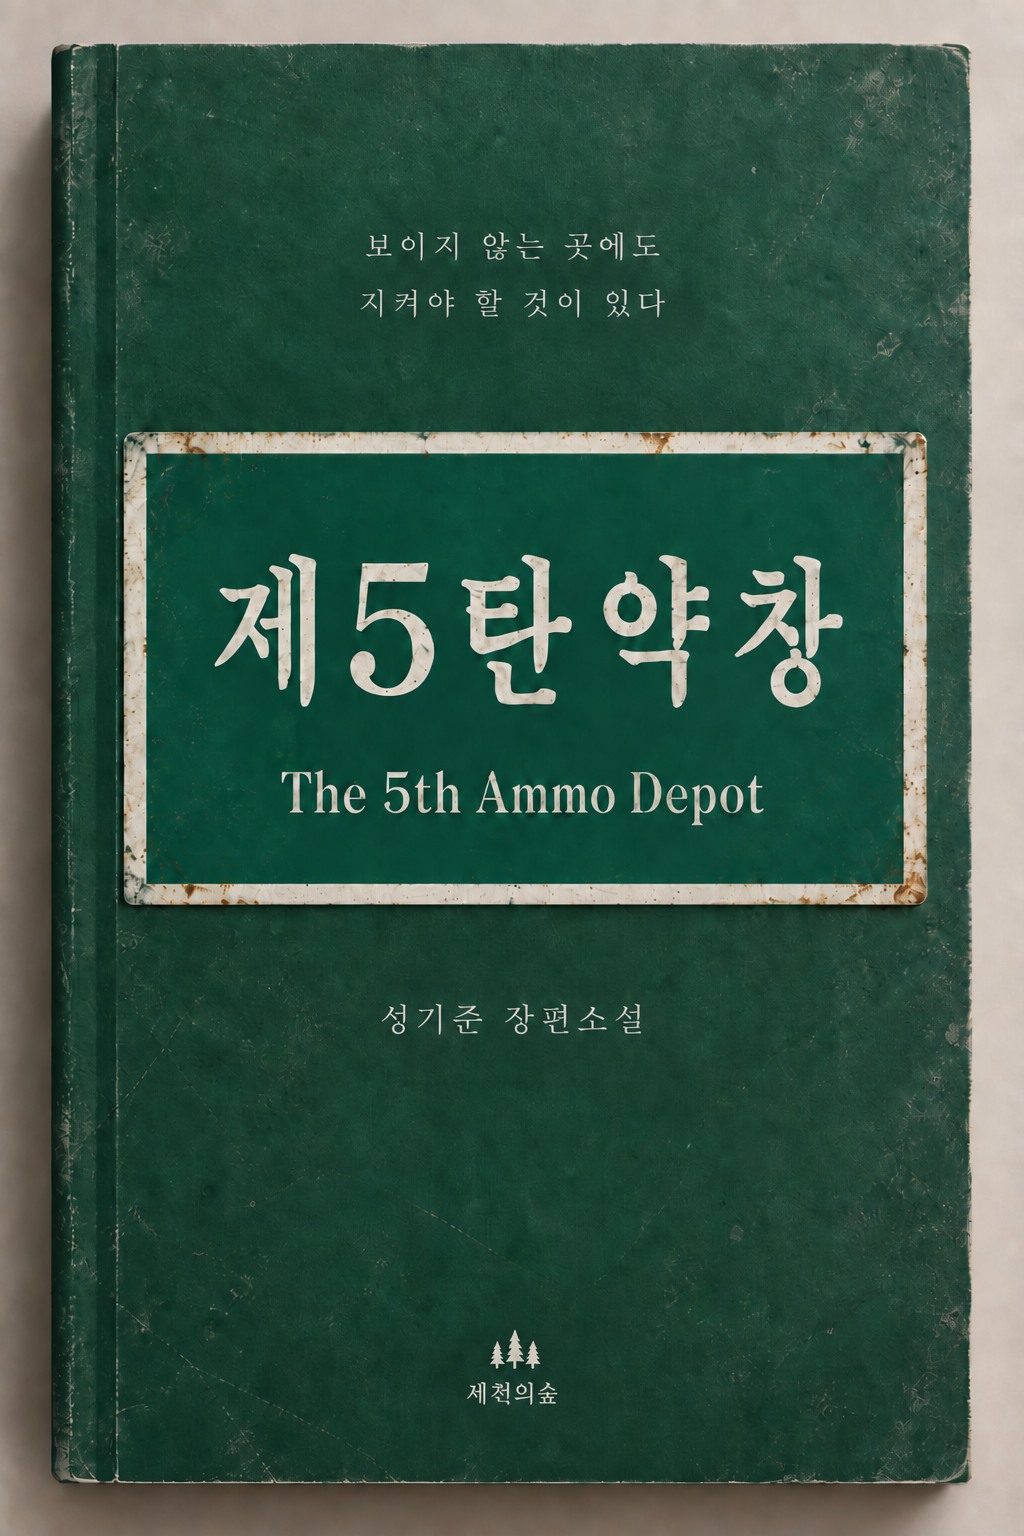 보이지 않는 곳에도
지켜야 할 것이 있다
제5탄약창
The 5th Ammo Depot
성기준 장편소설
제천의숲